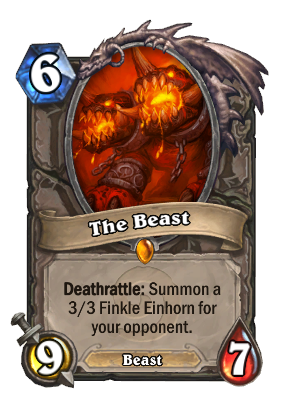 6
The Beast
Deathrattle: Summon a
3/3 Finkle Einhorn for
your opponent.
9
Beast
7